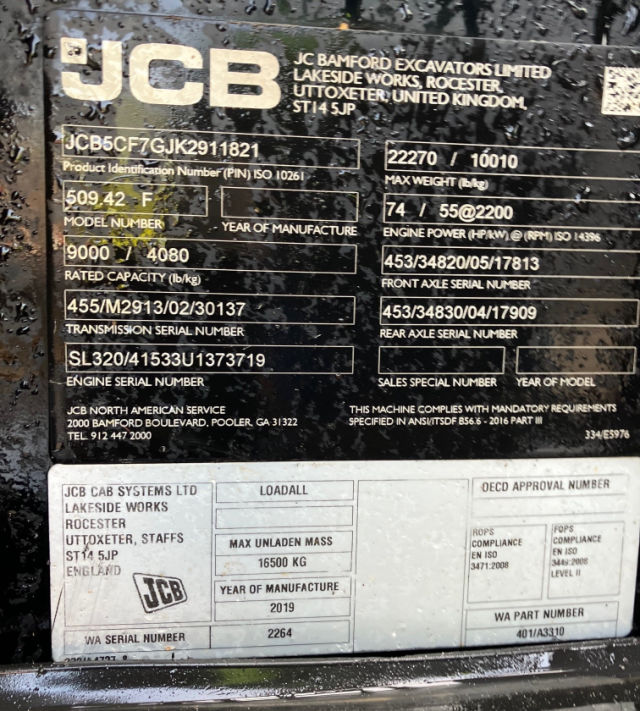 JCB
JC BAMFORD EXCAVATORS LIMITED
LAKESIDE WORKS, ROCESTER,
UTTOXETER, UNITED KINGDOM,
ST14 5JP
JCB5CF7GJK2911821
Product Identification Number (PIN) ISO 10261
509.42 F
MODEL NUMBER
YEAR OF MANUFACTURE
9000 / 4080
RATED CAPACITY (lb/kg)
455/M2913/02/30137
TRANSMISSION SERIAL NUMBER
SL320/41533U1373719
ENGINE SERIAL NUMBER
22270 / 10010
MAX WEIGHT (lb/kg)
74 / 55@2200
ENGINE POWER (HP/kW) @ (RPM) ISO 14396
453/34820/05/17813
FRONT AXLE SERIAL NUMBER
453/34830/04/17909
REAR AXLE SERIAL NUMBER
SALES SPECIAL NUMBER
YEAR OF MODEL
JCB NORTH AMERICAN SERVICE
2000 BAMFORD BOULEVARD, POOLER, GA 31322
TEL. 912 447 2000
THIS MACHINE COMPLIES WITH MANDATORY REQUIREMENTS
SPECIFIED IN ANSI/ITSDF B56.6 - 2016 PART III
334/E5976
JCB CAB SYSTEMS LTD
LAKESIDE WORKS
ROCESTER
UTTOXETER, STAFFS
ST14 5JP
ENGLAND
JCB
WA SERIAL NUMBER
LOADALL
MAX UNLADEN MASS
16500 KG
YEAR OF MANUFACTURE
2019
2264
OECD APPROVAL NUMBER
ROPS
COMPLIANCE
EN ISO
3471:2008
FOPS
COMPLIANCE
EN ISO
3449:2008
LEVEL II
WA PART NUMBER
401/A3310